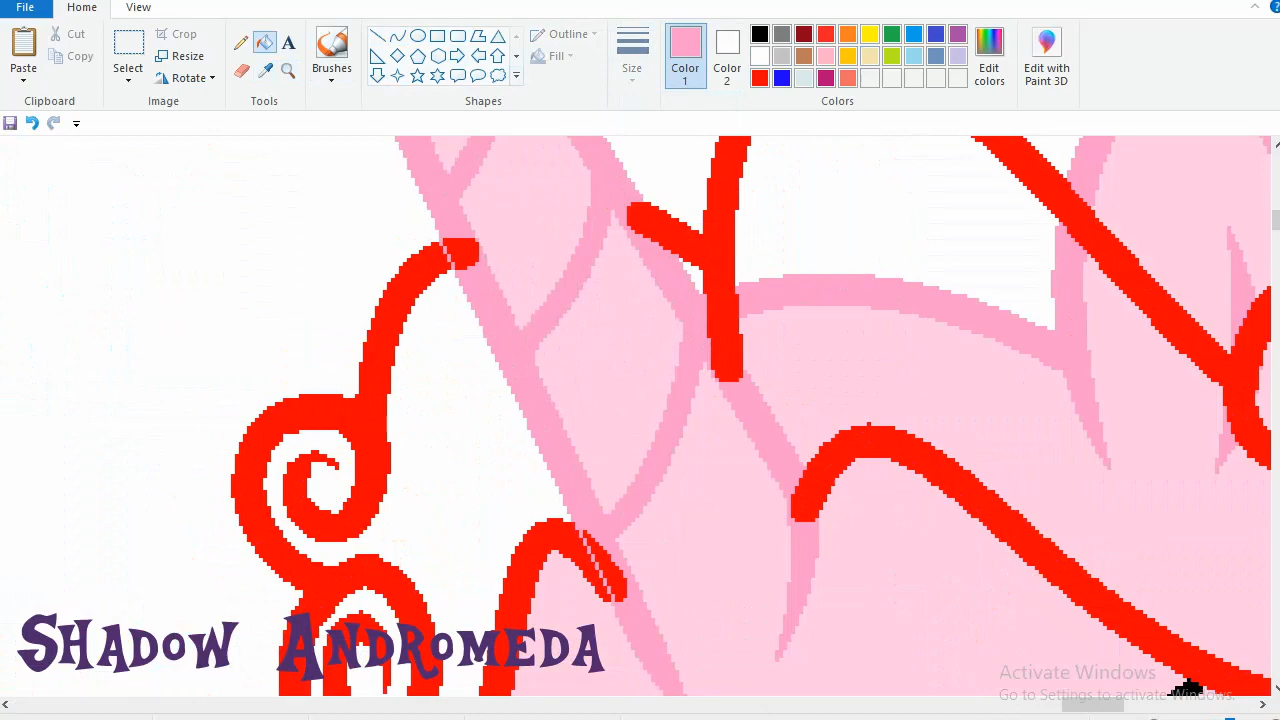 File Home View
Paste Cut Copy Clipboard
Select Crop Resize Rotate Image
Tools
Brushes
Shapes Outline Fill
Size
Color 1 Color 2
Colors
Edit colors
Edit with Paint 3D
Shadow Andromeda
Activate Windows
Go to Settings to activate Windows.